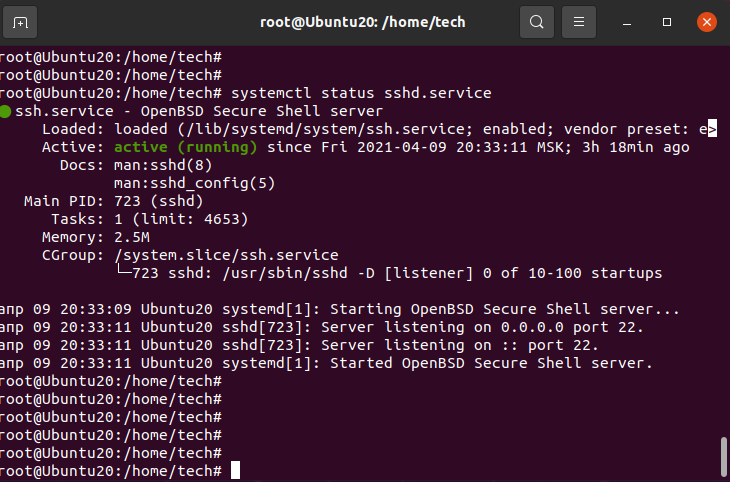 root@Ubuntu20: /home/tech
root@Ubuntu20:/home/tech#
root@Ubuntu20:/home/tech#
root@Ubuntu20:/home/tech# systemctl status sshd.service
● ssh.service - OpenBSD Secure Shell server
     Loaded: loaded (/lib/systemd/system/ssh.service; enabled; vendor preset: e>
     Active: active (running) since Fri 2021-04-09 20:33:11 MSK; 3h 18min ago
       Docs: man:sshd(8)
             man:sshd_config(5)
   Main PID: 723 (sshd)
      Tasks: 1 (limit: 4653)
     Memory: 2.5M
     CGroup: /system.slice/ssh.service
             └─723 sshd: /usr/sbin/sshd -D [listener] 0 of 10-100 startups

апр 09 20:33:09 Ubuntu20 systemd[1]: Starting OpenBSD Secure Shell server...
апр 09 20:33:11 Ubuntu20 sshd[723]: Server listening on 0.0.0.0 port 22.
апр 09 20:33:11 Ubuntu20 sshd[723]: Server listening on :: port 22.
апр 09 20:33:11 Ubuntu20 systemd[1]: Started OpenBSD Secure Shell server.
root@Ubuntu20:/home/tech#
root@Ubuntu20:/home/tech#
root@Ubuntu20:/home/tech#
root@Ubuntu20:/home/tech#
root@Ubuntu20:/home/tech#
root@Ubuntu20:/home/tech#